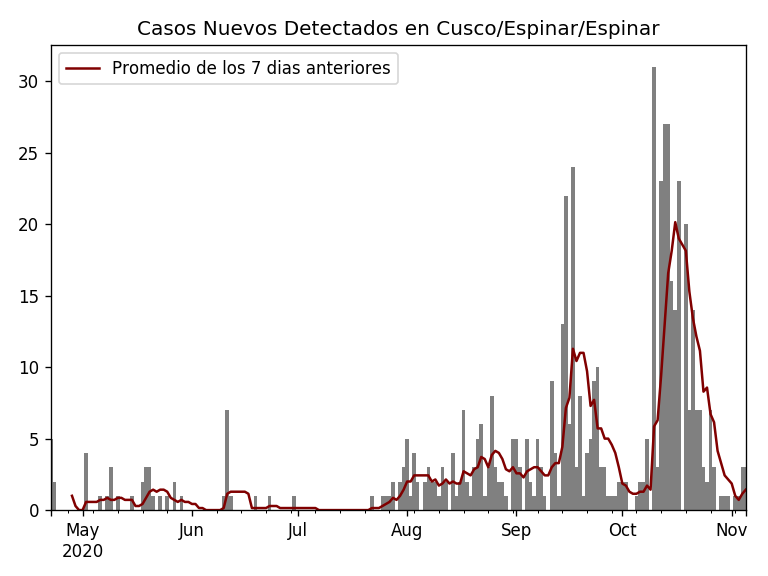 Casos Nuevos Detectados en Cusco/Espinar/Espinar
Promedio de los 7 dias anteriores
30
25
20
15
10
5
0
May Jun Jul Aug Sep Oct Nov
2020